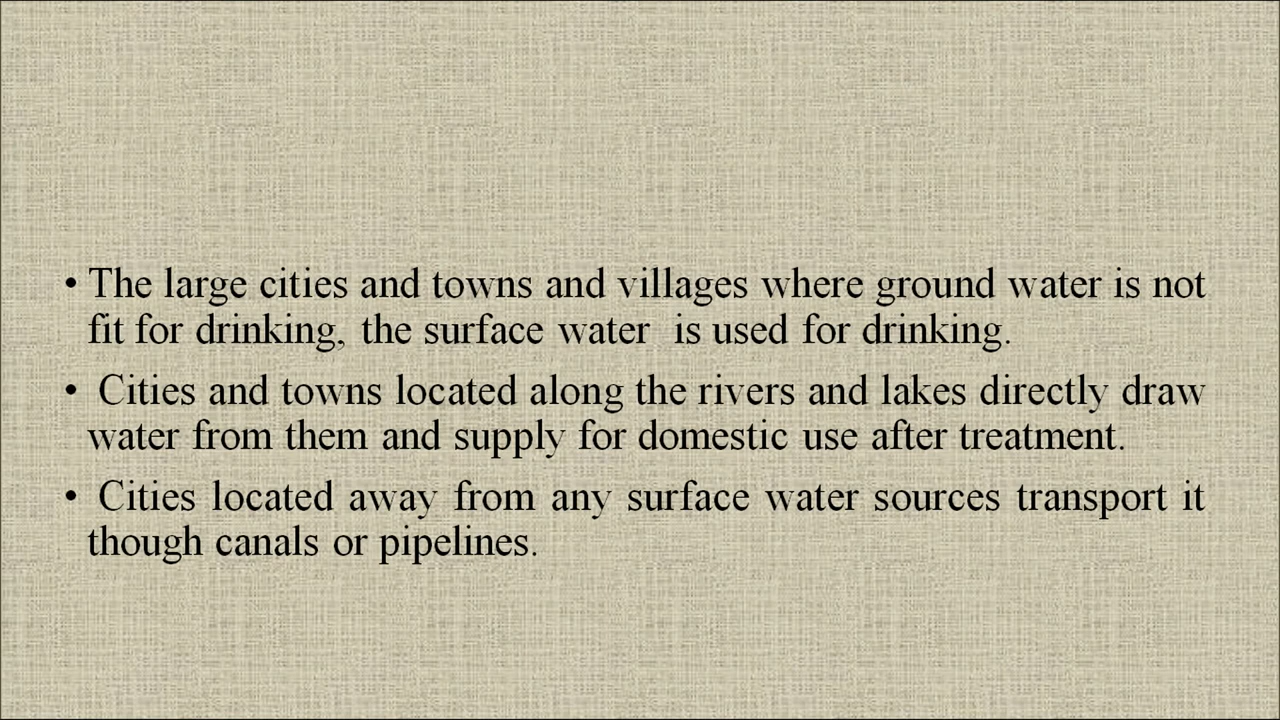 • The large cities and towns and villages where ground water is not
fit for drinking, the surface water  is used for drinking.
• Cities and towns located along the rivers and lakes directly draw
water from them and supply for domestic use after treatment.
• Cities located away from any surface water sources transport it
though canals or pipelines.